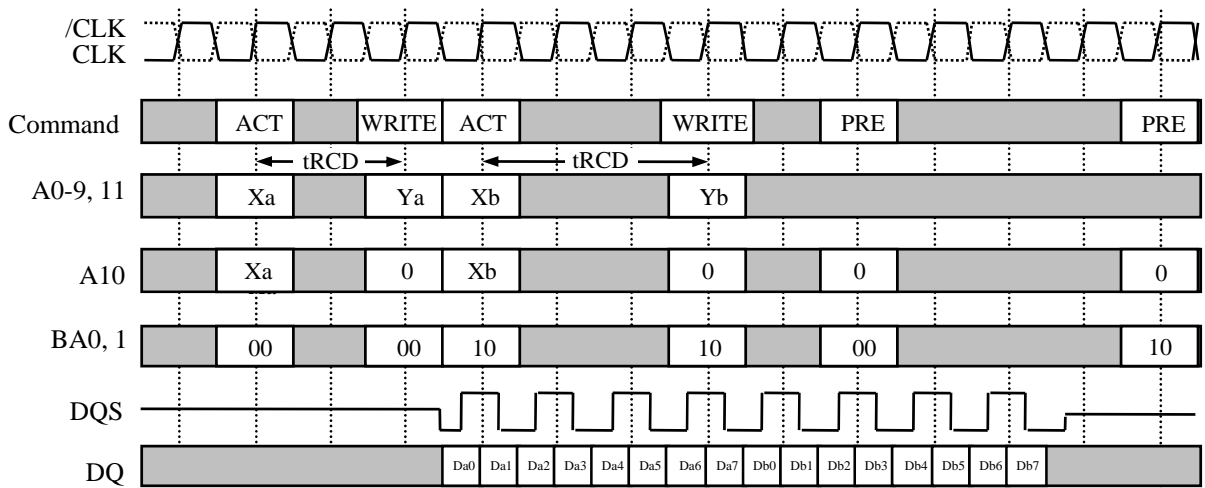 /CLK
CLK
Command ACT WRITE ACT WRITE PRE PRE
tRCD tRCD
A0-9, 11 Xa Ya Xb Yb
A10 Xa 0 Xb 0 0 0
BA0, 1 00 00 10 10 00 10
DQS
DQ Da0 Da1 Da2 Da3 Da4 Da5 Da6 Da7 Db0 Db1 Db2 Db3 Db4 Db5 Db6 Db7